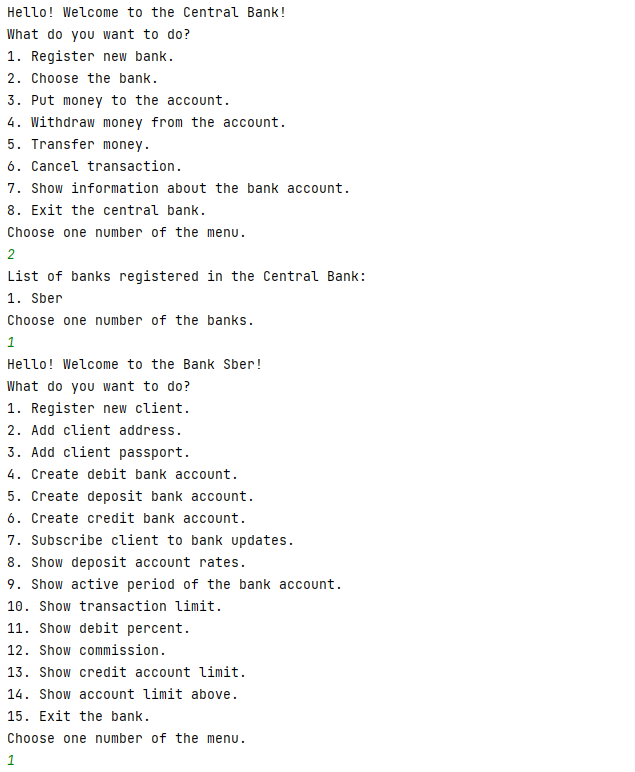 Hello! Welcome to the Central Bank!
What do you want to do?
1. Register new bank.
2. Choose the bank.
3. Put money to the account.
4. Withdraw money from the account.
5. Transfer money.
6. Cancel transaction.
7. Show information about the bank account.
8. Exit the central bank.
Choose one number of the menu.
2
List of banks registered in the Central Bank:
1. Sber
Choose one number of the banks.
1
Hello! Welcome to the Bank Sber!
What do you want to do?
1. Register new client.
2. Add client address.
3. Add client passport.
4. Create debit bank account.
5. Create deposit bank account.
6. Create credit bank account.
7. Subscribe client to bank updates.
8. Show deposit account rates.
9. Show active period of the bank account.
10. Show transaction limit.
11. Show debit percent.
12. Show commission.
13. Show credit account limit.
14. Show account limit above.
15. Exit the bank.
Choose one number of the menu.
1